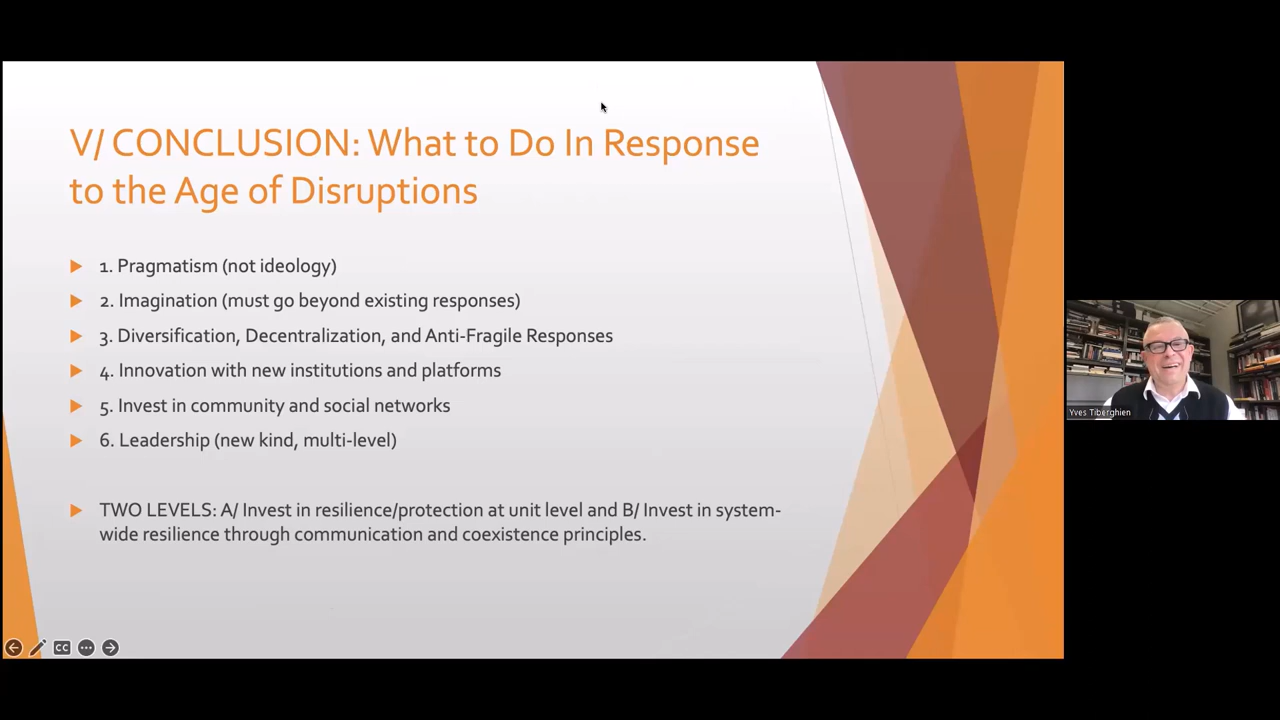 V/ CONCLUSION: What to Do In Response
to the Age of Disruptions
1. Pragmatism (not ideology)
2. Imagination (must go beyond existing responses)
3. Diversification, Decentralization, and Anti-Fragile Responses
4. Innovation with new institutions and platforms
5. Invest in community and social networks
6. Leadership (new kind, multi-level)
TWO LEVELS: A/ Invest in resilience/protection at unit level and B/ Invest in system-
wide resilience through communication and coexistence principles.
CC
Yves Tiberghien